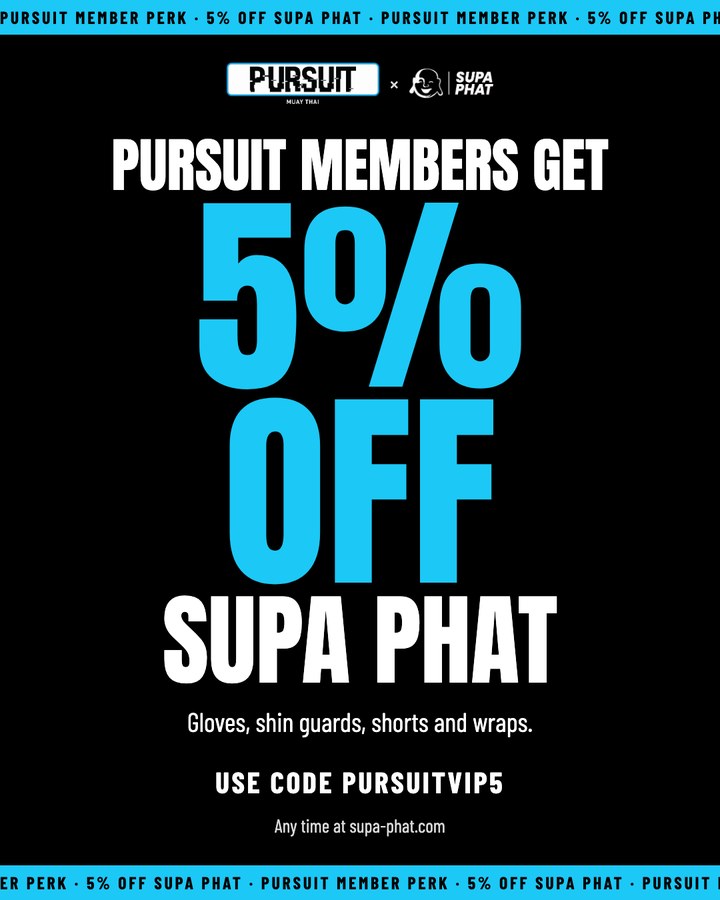 PURSUIT MEMBER PERK · 5% OFF SUPA PHAT · PURSUIT MEMBER PERK · 5% OFF SUPA PH
PURSUIT × SUPA PHAT
MUAY THAI
PURSUIT MEMBERS GET
5%
OFF
SUPA PHAT
Gloves, shin guards, shorts and wraps.
USE CODE PURSUITVIP5
Any time at supa-phat.com
ER PERK · 5% OFF SUPA PHAT · PURSUIT MEMBER PERK · 5% OFF SUPA PHAT · PURSUIT